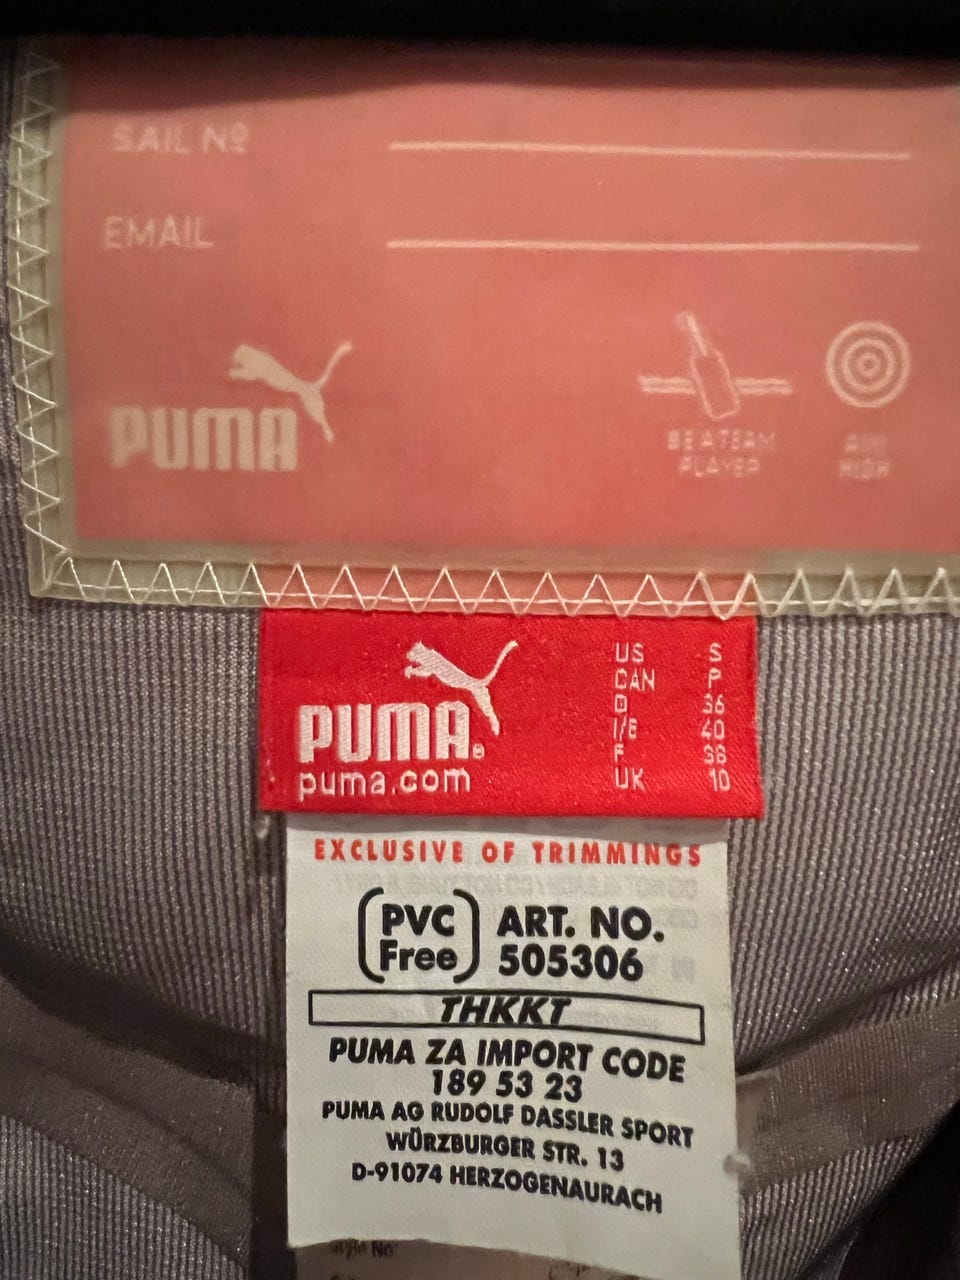 SAIL Nº
EMAIL
PUMA
BE A TEAM
PLAYER
AIM
HIGH
PUMA®
puma.com
US S
CAN P
D 36
I/E 40
F 38
UK 10
EXCLUSIVE OF TRIMMINGS
(PVC Free)
ART. NO.
505306
THKKT
PUMA ZA IMPORT CODE
189 53 23
PUMA AG RUDOLF DASSLER SPORT
WÜRZBURGER STR. 13
D-91074 HERZOGENAURACH